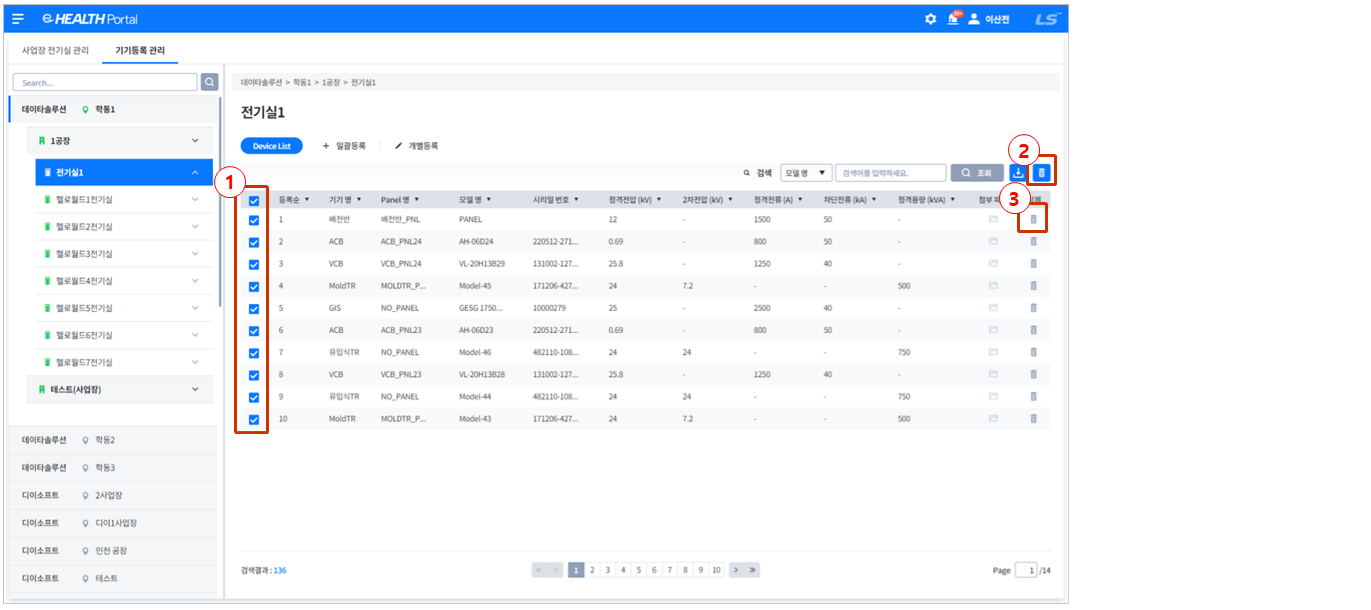 e-HEALTH Portal 99+ 이산전 LS
사업장 전기실 관리 기기등록 관리
Search...
데이타솔루션 학동1
1공장
전기실1
헬로월드1전기실
헬로월드2전기실
헬로월드3전기실
헬로월드4전기실
헬로월드5전기실
헬로월드6전기실
헬로월드7전기실
테스트(사업장)
데이타솔루션 학동2
데이타솔루션 학동3
디이소프트 2사업장
디이소프트 디이1사업장
디이소프트 인천 공장
디이소프트 테스트
데이타솔루션 > 학동1 > 1공장 > 전기실1
전기실1
Device List + 일괄등록 개별등록
검색 모델 명 ▼ 검색어를 입력하세요. 조회
1
2
3
등록순 ▼ 기기 명 ▼ Panel 명 ▼ 모델 명 ▼ 시리얼 번호 ▼ 정격전압 (kV) ▼ 2차전압 (kV) ▼ 정격전류 (A) ▼ 차단전류 (kA) ▼ 정격용량 (kVA) ▼ 첨부
1 배전반 배전반_PNL PANEL 12 - 1500 50 -
2 ACB ACB_PNL24 AH-06D24 220512-271... 0.69 - 800 50 -
3 VCB VCB_PNL24 VL-20H13B29 131002-127... 25.8 - 1250 40 -
4 MoldTR MOLDTR_P... Model-45 171206-427... 24 7.2 - - 500
5 GIS NO_PANEL GESG 1750... 10000279 25 - 2500 40 -
6 ACB ACB_PNL23 AH-06D23 220512-271... 0.69 - 800 50 -
7 유입식TR NO_PANEL Model-46 482110-108... 24 24 - - 750
8 VCB VCB_PNL23 VL-20H13B28 131002-127... 25.8 - 1250 40 -
9 유입식TR NO_PANEL Model-44 482110-108... 24 24 - - 750
10 MoldTR MOLDTR_P... Model-43 171206-427... 24 7.2 - - 500
검색결과 : 136 « < 1 2 3 4 5 6 7 8 9 10 > » Page 1 /14